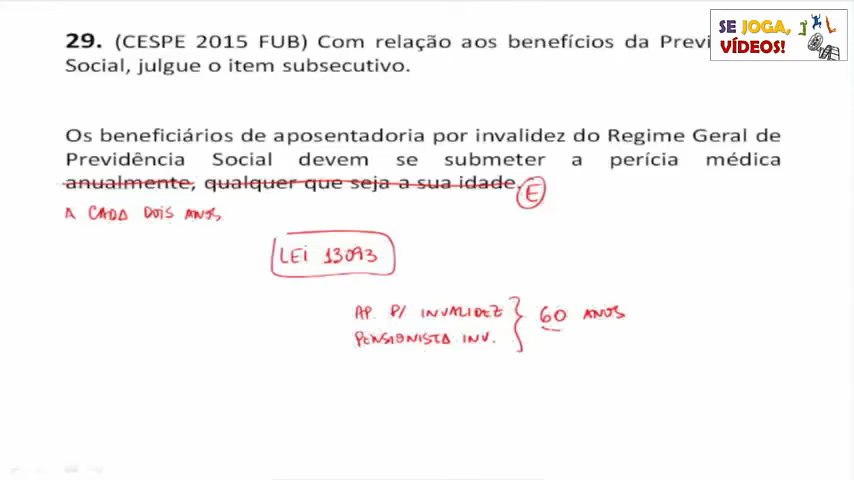 SE JOGA,
VÍDEOS!
29. (CESPE 2015 FUB) Com relação aos benefícios da Previ
Social, julgue o item subsecutivo.
Os beneficiários de aposentadoria por invalidez do Regime Geral de
Previdência Social devem se submeter a perícia médica
anualmente, qualquer que seja a sua idade. E
A CADA DOIS ANOS
LEI 13093
AP. P/ INVALIDEZ } 60 ANOS
PENSIONISTA INV.